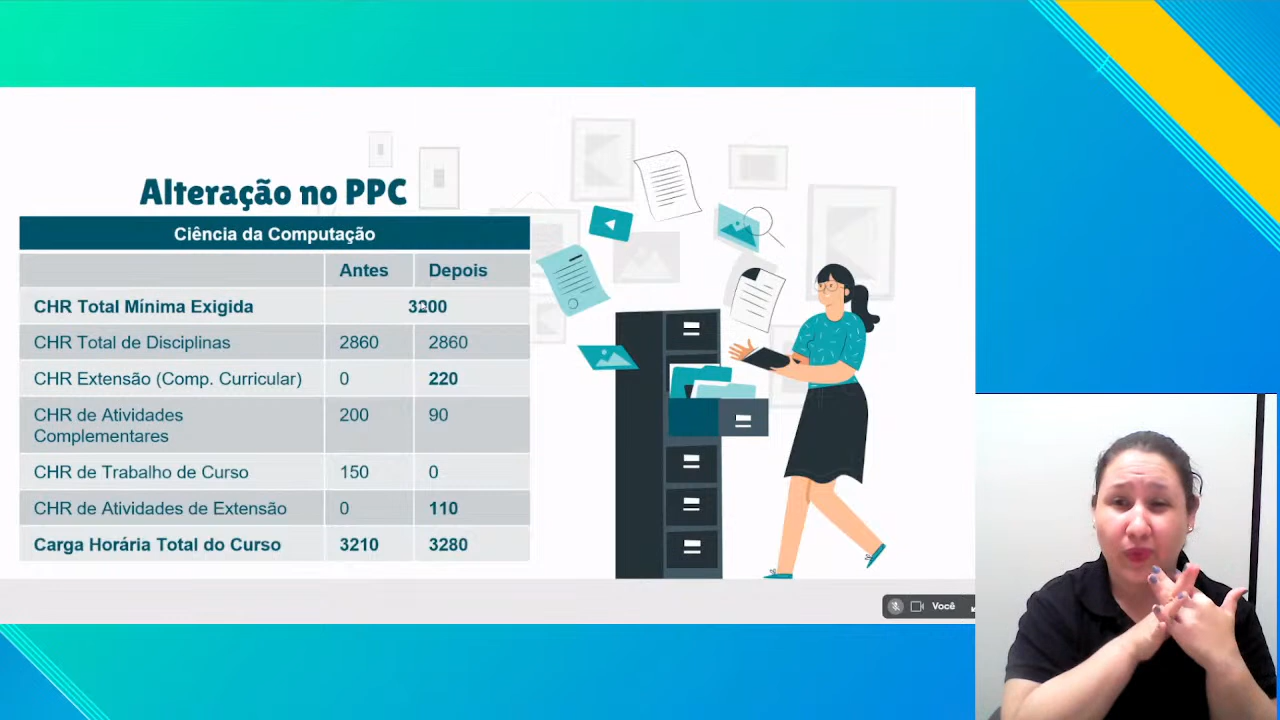 Alteração no PPC
Ciência da Computação
Antes Depois
CHR Total Mínima Exigida 3200
CHR Total de Disciplinas 2860 2860
CHR Extensão (Comp. Curricular) 0 220
CHR de Atividades
Complementares 200 90
CHR de Trabalho de Curso 150 0
CHR de Atividades de Extensão 0 110
Carga Horária Total do Curso 3210 3280
Você